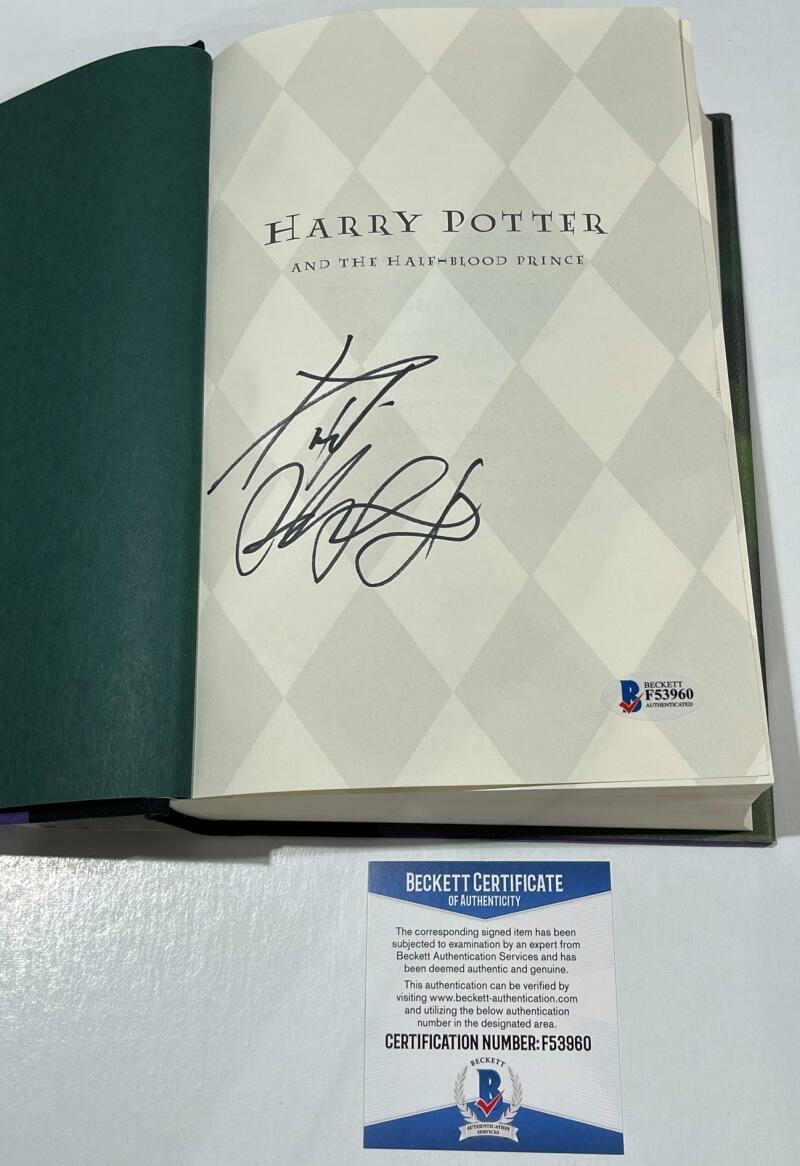 HARRY POTTER
AND THE HALF-BLOOD PRINCE
BECKETT
F53960
AUTHENTICATED
BECKETT CERTIFICATE
OF AUTHENTICITY
The corresponding signed item has been
subjected to examination by an expert from
Beckett Authentication Services and has
been deemed authentic and genuine.
This authentication can be verified by
visiting www.beckett-authentication.com
and utilizing the below authentication
number in the designated area.
CERTIFICATION NUMBER: F53960
BECKETT
AUTHENTICATION
SERVICES